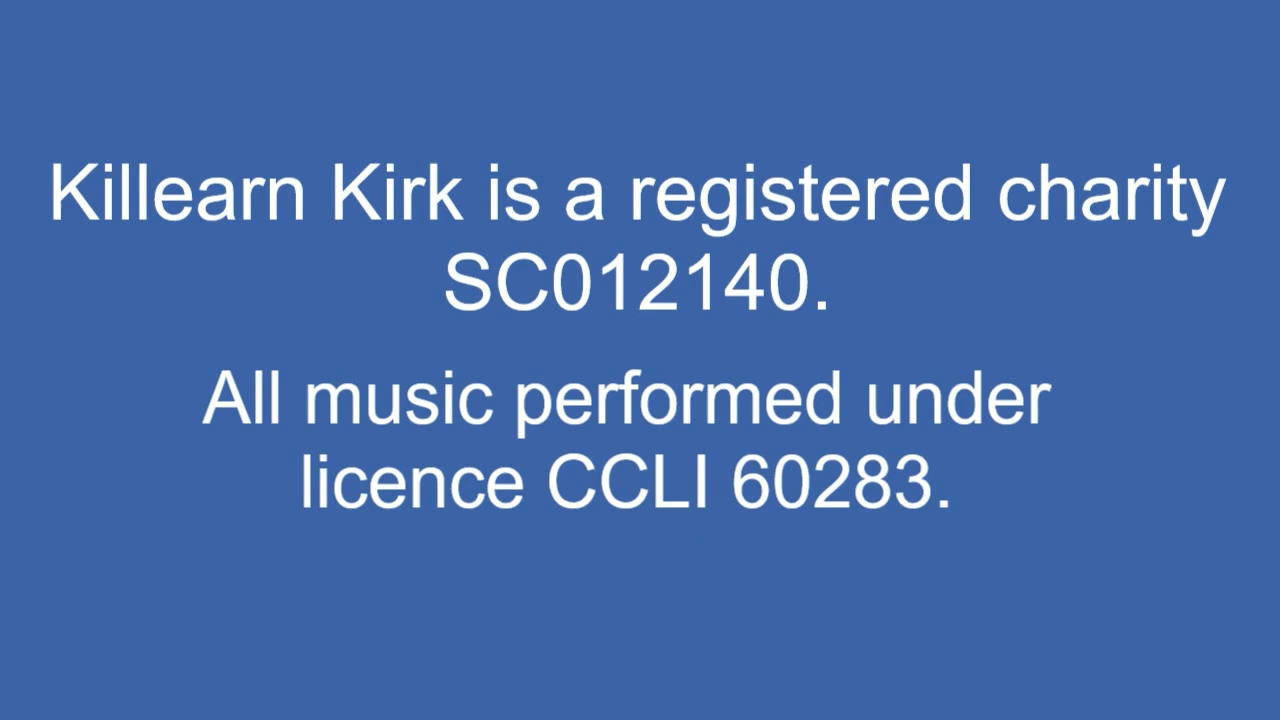 Killearn Kirk is a registered charity
SC012140.
All music performed under
licence CCLI 60283.